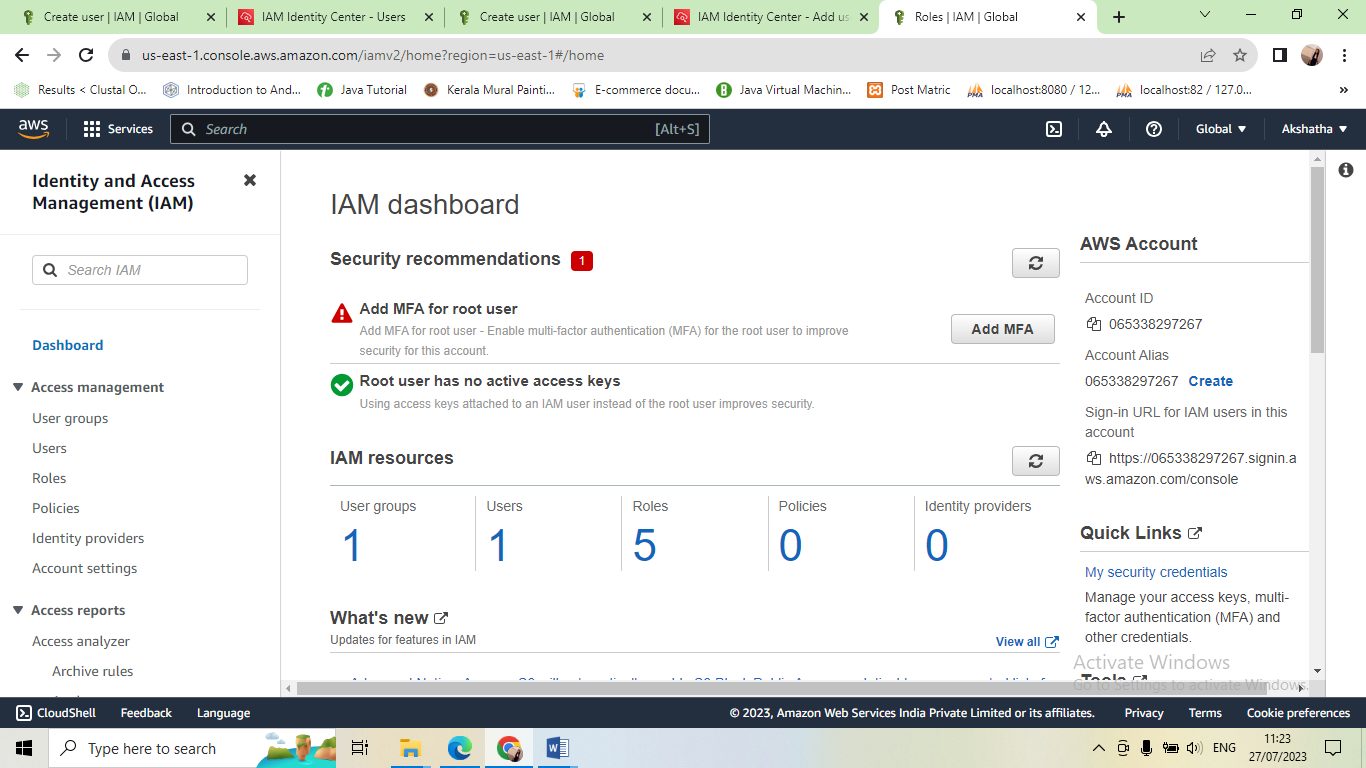 Create user | IAM | Global
IAM Identity Center - Users
Create user | IAM | Global
IAM Identity Center - Add us
Roles | IAM | Global
us-east-1.console.aws.amazon.com/iamv2/home?region=us-east-1#/home
Results < Clustal O...
Introduction to And...
Java Tutorial
Kerala Mural Painti...
E-commerce docu...
Java Virtual Machin...
Post Matric
localhost:8080 / 12...
localhost:82 / 127.0...
»
aws
Services
Search
[Alt+S]
Global
Akshatha
Identity and Access
Management (IAM)
Search IAM
Dashboard
Access management
User groups
Users
Roles
Policies
Identity providers
Account settings
Access reports
Access analyzer
Archive rules
IAM dashboard
Security recommendations 1
Add MFA for root user
Add MFA for root user - Enable multi-factor authentication (MFA) for the root user to improve
security for this account.
Add MFA
Root user has no active access keys
Using access keys attached to an IAM user instead of the root user improves security.
IAM resources
User groups
1
Users
1
Roles
5
Policies
0
Identity providers
0
What's new
Updates for features in IAM
View all
AWS Account
Account ID
065338297267
Account Alias
065338297267 Create
Sign-in URL for IAM users in this
account
https://065338297267.signin.a
ws.amazon.com/console
Quick Links
My security credentials
Manage your access keys, multi-
factor authentication (MFA) and
other credentials.
Tools
Activate Windows
Go to Settings to activate Windows.
CloudShell
Feedback
Language
© 2023, Amazon Web Services India Private Limited or its affiliates.
Privacy
Terms
Cookie preferences
Type here to search
ENG
11:23
27/07/2023